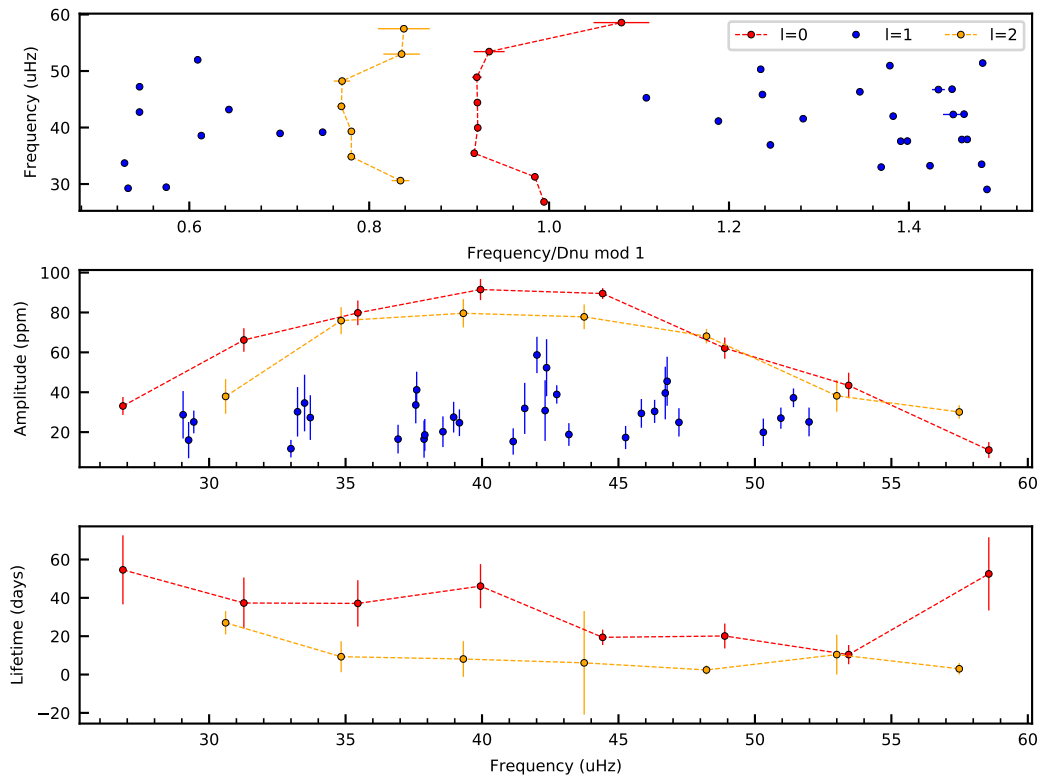 60
50
40
30
Frequency (uHz)
l=0 l=1 l=2
0.6 0.8 1.0 1.2 1.4
Frequency/Dnu mod 1
100
80
60
40
20
Amplitude (ppm)
30 35 40 45 50 55 60
60
40
20
0
−20
Lifetime (days)
30 35 40 45 50 55 60
Frequency (uHz)